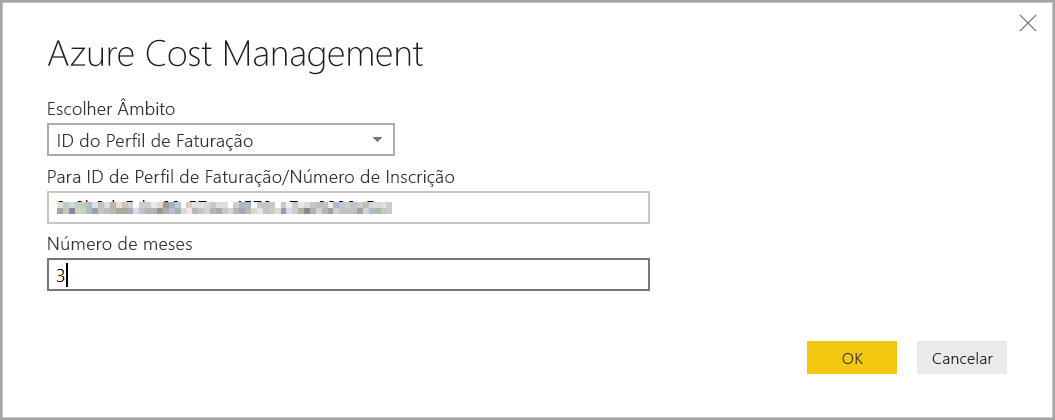 Azure Cost Management
Escolher Âmbito
ID do Perfil de Faturação
Para ID de Perfil de Faturação/Número de Inscrição
Número de meses
3
OK
Cancelar